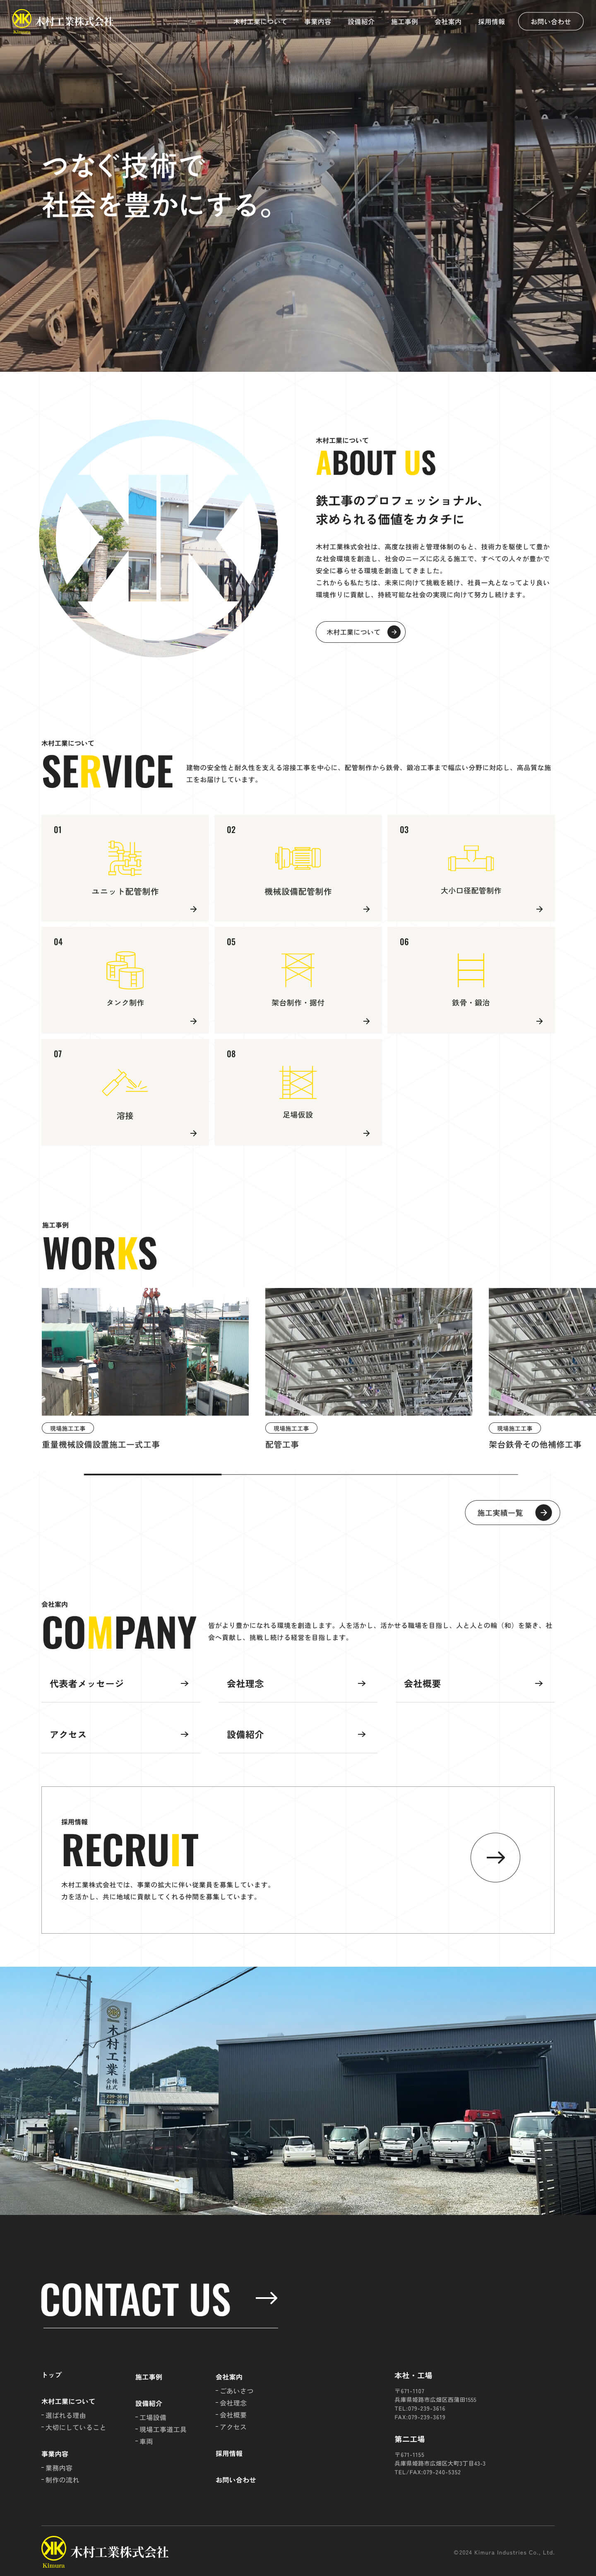 木村工業株式会社
Kimura
木村工業について 事業内容 設備紹介 施工事例 会社案内 採用情報 お問い合わせ
つなぐ技術で
社会を豊かにする。
木村工業について
ABOUT US
鉄工事のプロフェッショナル、
求められる価値をカタチに
木村工業株式会社は、高度な技術と管理体制のもと、技術力を駆使して豊か
な社会環境を創造し、社会のニーズに応える施工で、すべての人々が豊かで
安全に暮らせる環境を創造してきました。
これからも私たちは、未来に向けて挑戦を続け、社員一丸となってより良い
環境作りに貢献し、持続可能な社会の実現に向けて努力し続けます。
木村工業について
木村工業について
SERVICE
建物の安全性と耐久性を支える溶接工事を中心に、配管制作から鉄骨、鍛冶工事まで幅広い分野に対応し、高品質な施
工をお届けしています。
01
ユニット配管制作
02
機械設備配管制作
03
大小口径配管制作
04
タンク制作
05
架台制作・据付
06
鉄骨・鍛冶
07
溶接
08
足場仮設
施工事例
WORKS
現場施工工事
重量機械設備設置施工一式工事
現場施工工事
配管工事
現場施工工事
架台鉄骨その他補修工事
施工実績一覧
会社案内
COMPANY
皆がより豊かになれる環境を創造します。人を活かし、活かせる職場を目指し、人と人との輪（和）を築き、社
会へ貢献し、挑戦し続ける経営を目指します。
代表者メッセージ
会社理念
会社概要
アクセス
設備紹介
採用情報
RECRUIT
木村工業株式会社では、事業の拡大に伴い従業員を募集しています。
力を活かし、共に地域に貢献してくれる仲間を募集しています。
木村工業株式会社
CONTACT US
トップ
木村工業について
- 選ばれる理由
- 大切にしていること
事業内容
- 業務内容
- 制作の流れ
施工事例
設備紹介
- 工場設備
- 現場工事道工具
- 車両
会社案内
- ごあいさつ
- 会社理念
- 会社概要
- アクセス
採用情報
お問い合わせ
本社・工場
〒671-1107
兵庫県姫路市広畑区西蒲田1555
TEL:079-239-3616
FAX:079-239-3619
第二工場
〒671-1155
兵庫県姫路市広畑区大町3丁目43-3
TEL/FAX:079-240-5352
木村工業株式会社
Kimura
©2024 Kimura Industries Co., Ltd.